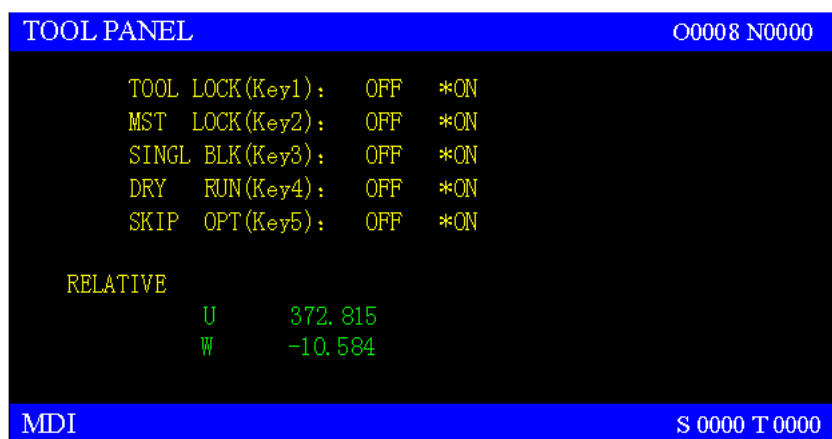 TOOL PANEL O0008 N0000
TOOL LOCK(Key1): OFF *ON
MST LOCK(Key2): OFF *ON
SINGL BLK(Key3): OFF *ON
DRY RUN(Key4): OFF *ON
SKIP OPT(Key5): OFF *ON
RELATIVE
U 372.815
W -10.584
MDI S 0000 T 0000